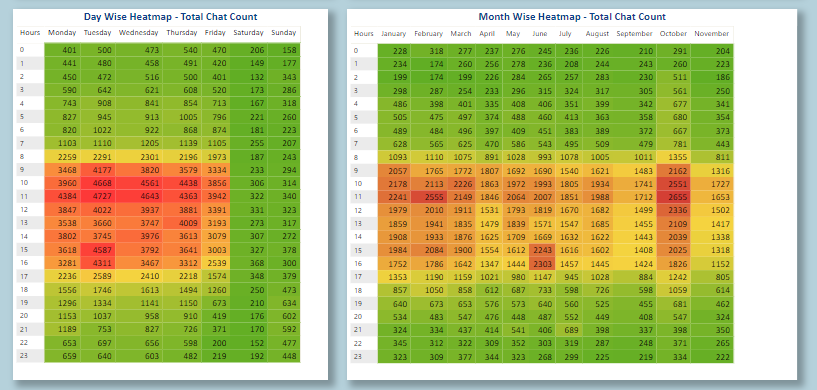 Day Wise Heatmap - Total Chat Count
Hours Monday Tuesday Wednesday Thursday Friday Saturday Sunday
0 401 500 473 540 470 206 158
1 441 480 458 491 420 149 177
2 450 472 516 500 401 132 343
3 590 642 621 608 520 173 286
4 743 908 841 854 713 167 318
5 827 945 913 1005 796 221 260
6 820 1022 922 868 874 181 223
7 1103 1110 1205 1139 1105 255 207
8 2259 2291 2301 2196 1973 187 243
9 3468 4177 3820 3579 3334 233 294
10 3960 4668 4561 4438 3856 306 314
11 4384 4727 4643 4363 3942 322 340
12 3847 4022 3937 3881 3391 331 323
13 3538 3660 3747 4009 3193 273 317
14 3802 3745 3976 3613 3079 307 272
15 3618 4587 3792 3641 3003 327 378
16 3281 4311 3467 3312 2539 368 300
17 2236 2589 2410 2218 1574 348 379
18 1556 1746 1613 1494 1260 250 473
19 1296 1334 1141 1150 673 210 634
20 1153 1037 958 910 419 176 602
21 1189 753 827 726 371 170 592
22 653 697 656 598 200 152 477
23 659 640 603 482 219 192 448
Month Wise Heatmap - Total Chat Count
Hours January February March April May June July August September October November
0 228 318 277 237 276 245 236 226 210 291 204
1 234 174 260 256 278 236 208 244 243 260 223
2 199 174 199 226 284 265 257 283 230 511 186
3 298 287 254 233 296 315 324 317 305 561 250
4 486 398 401 335 408 406 351 399 342 677 341
5 505 475 497 374 488 460 413 363 358 680 354
6 489 484 496 397 409 451 383 389 372 667 373
7 628 565 625 470 586 543 495 509 479 781 443
8 1093 1110 1075 891 1028 993 1078 1005 1011 1355 811
9 2057 1765 1772 1807 1692 1690 1540 1621 1483 2162 1316
10 2178 2113 2226 1863 1972 1993 1805 1934 1741 2551 1727
11 2241 2555 2149 1846 2064 2007 1851 1988 1712 2655 1653
12 1979 2010 1911 1531 1793 1819 1670 1682 1499 2336 1502
13 1859 1941 1835 1479 1839 1571 1547 1685 1455 2109 1417
14 1908 1933 1876 1625 1709 1669 1632 1622 1443 2039 1338
15 1984 2084 1900 1554 1612 2243 1616 1602 1408 2025 1318
16 1752 1786 1642 1347 1444 2303 1457 1445 1424 1826 1152
17 1353 1190 1159 1021 980 1147 945 1028 884 1242 805
18 857 1050 858 612 687 733 598 726 598 1059 614
19 640 673 653 576 573 640 560 525 455 681 462
20 534 483 547 476 448 487 552 449 408 547 324
21 324 334 437 414 541 406 689 398 337 398 350
22 345 312 322 309 352 303 319 287 248 371 265
23 323 309 377 344 323 268 299 225 219 334 222